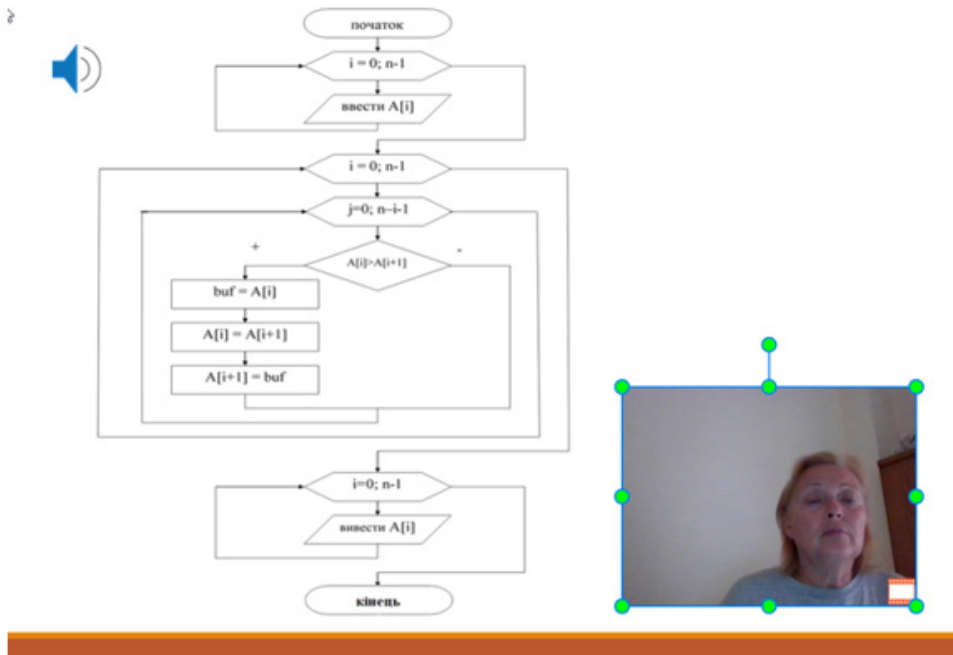 початок
i = 0; n-1
ввести A[i]
i = 0; n-1
j=0; n–i-1
+
-
A[i]>A[i+1]
buf = A[i]
A[i] = A[i+1]
A[i+1] = buf
i=0; n-1
вивести A[i]
кінець